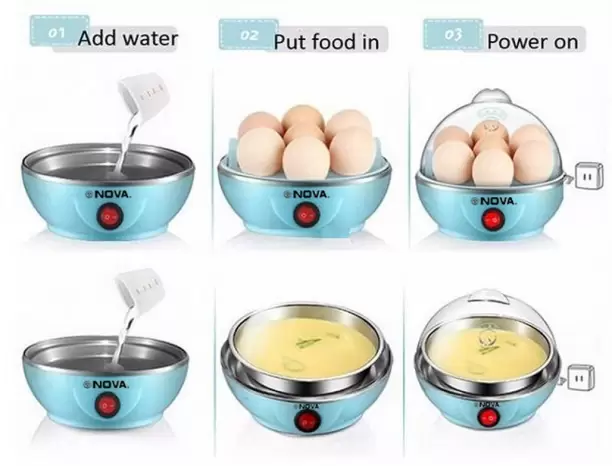 01 Add water
02 Put food in
03 Power on
NOVA.
NOVA.
NOVA.
NOVA.
NOVA
NOVA